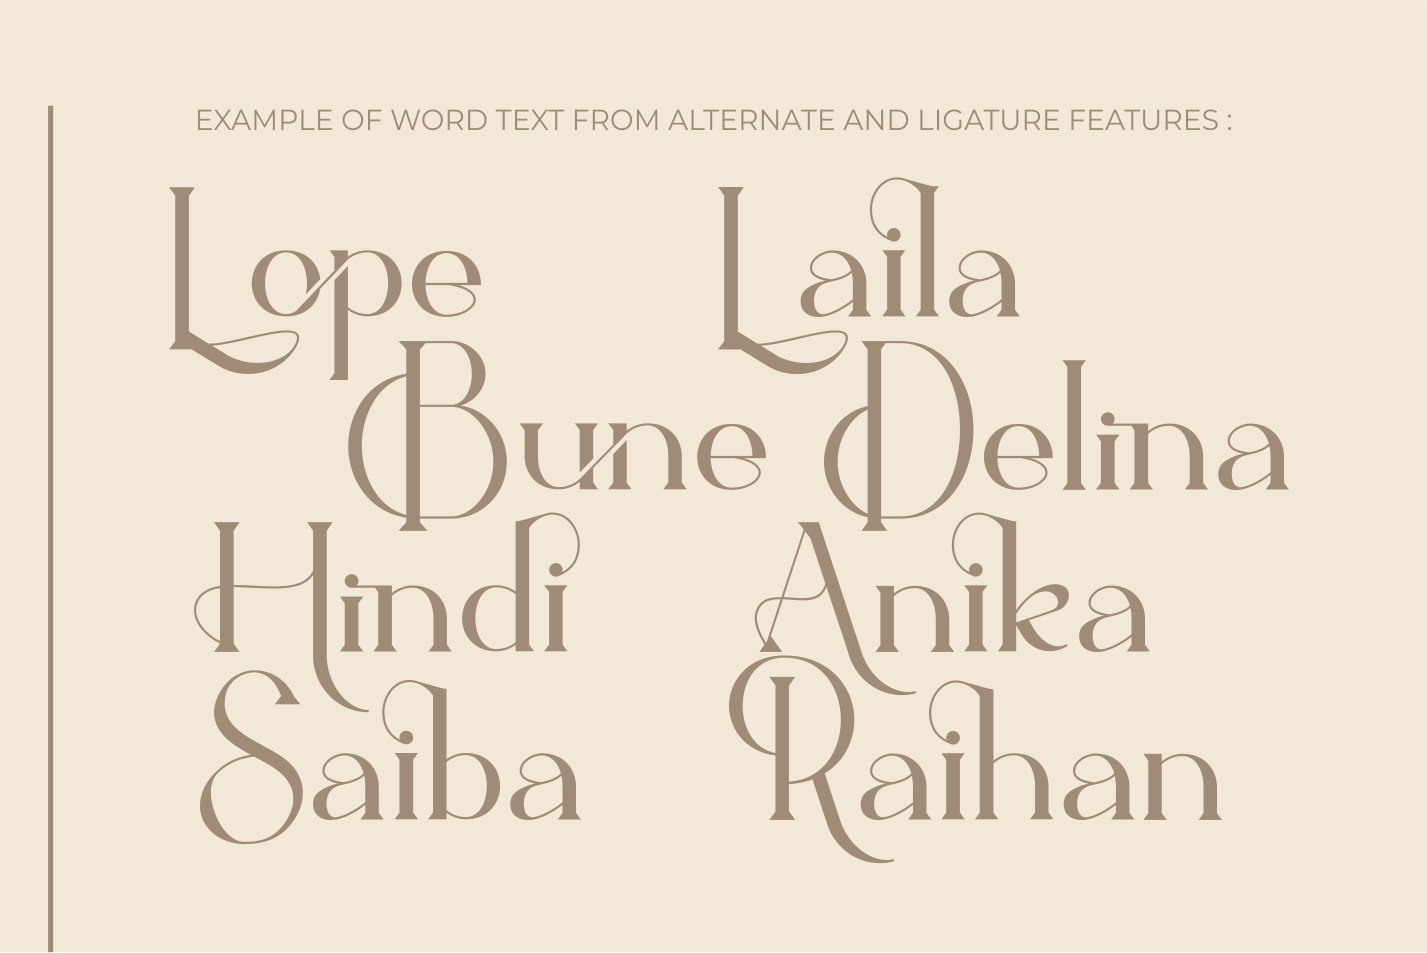 EXAMPLE OF WORD TEXT FROM ALTERNATE AND LIGATURE FEATURES :
Lope Laila
Bune Delina
Hindi Anika
Saiba Raihan